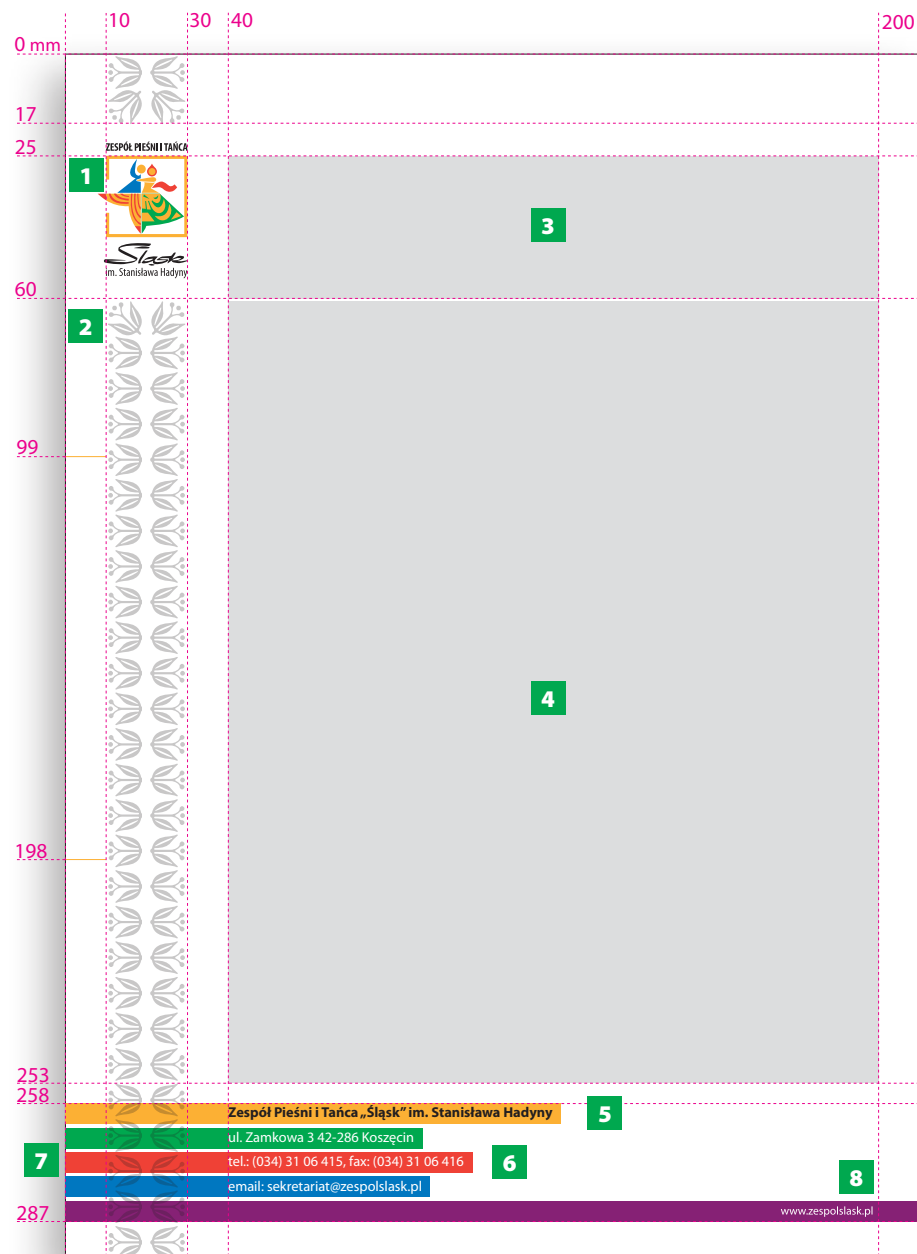 10 30 40 200
0 mm
17
25
ZESPÓŁ PIEŚNI I TAŃCA
1
3
Śląsk
im. Stanisława Hadyny
60
2
99
4
198
253
258
Zespół Pieśni i Tańca „Śląsk” im. Stanisława Hadyny
5
ul. Zamkowa 3 42-286 Koszęcin
7
tel.: (034) 31 06 415, fax: (034) 31 06 416
6
email: sekretariat@zespolslask.pl
8
287
www.zespolslask.pl